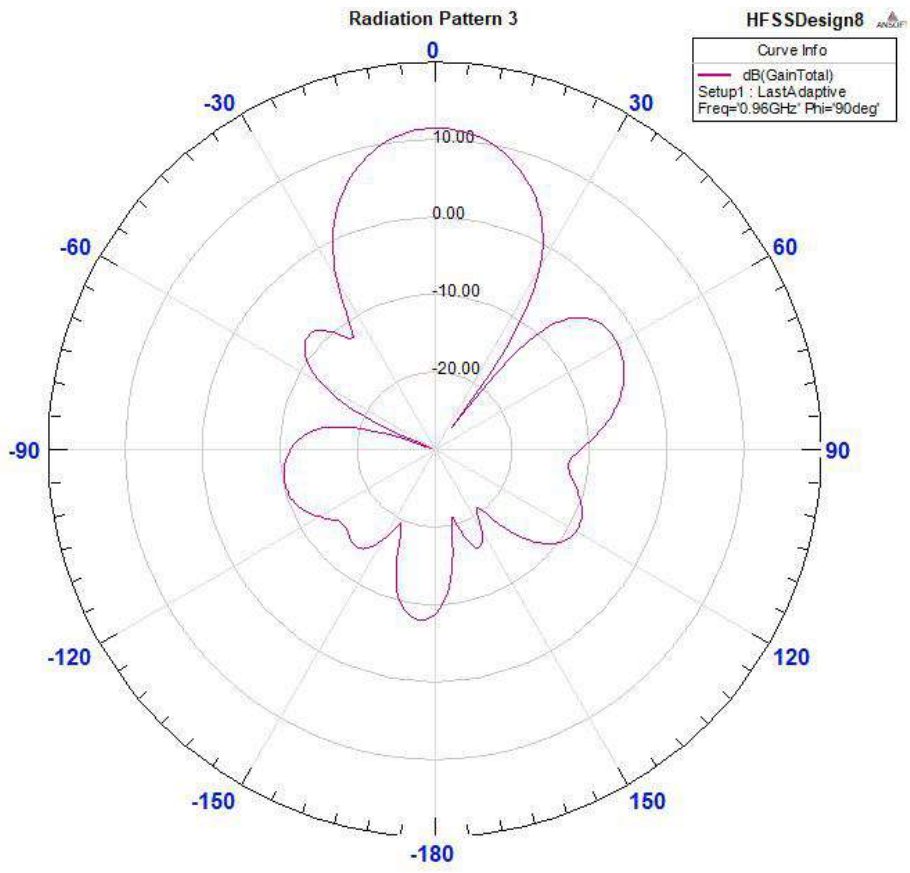 Radiation Pattern 3
HFSSDesign8
ANSOFT
Curve Info
dB(GainTotal)
Setup1 : LastAdaptive
Freq='0.96GHz' Phi='90deg'
0
-30
30
10.00
0.00
-60
60
-10.00
-20.00
-90
90
-120
120
-150
150
-180